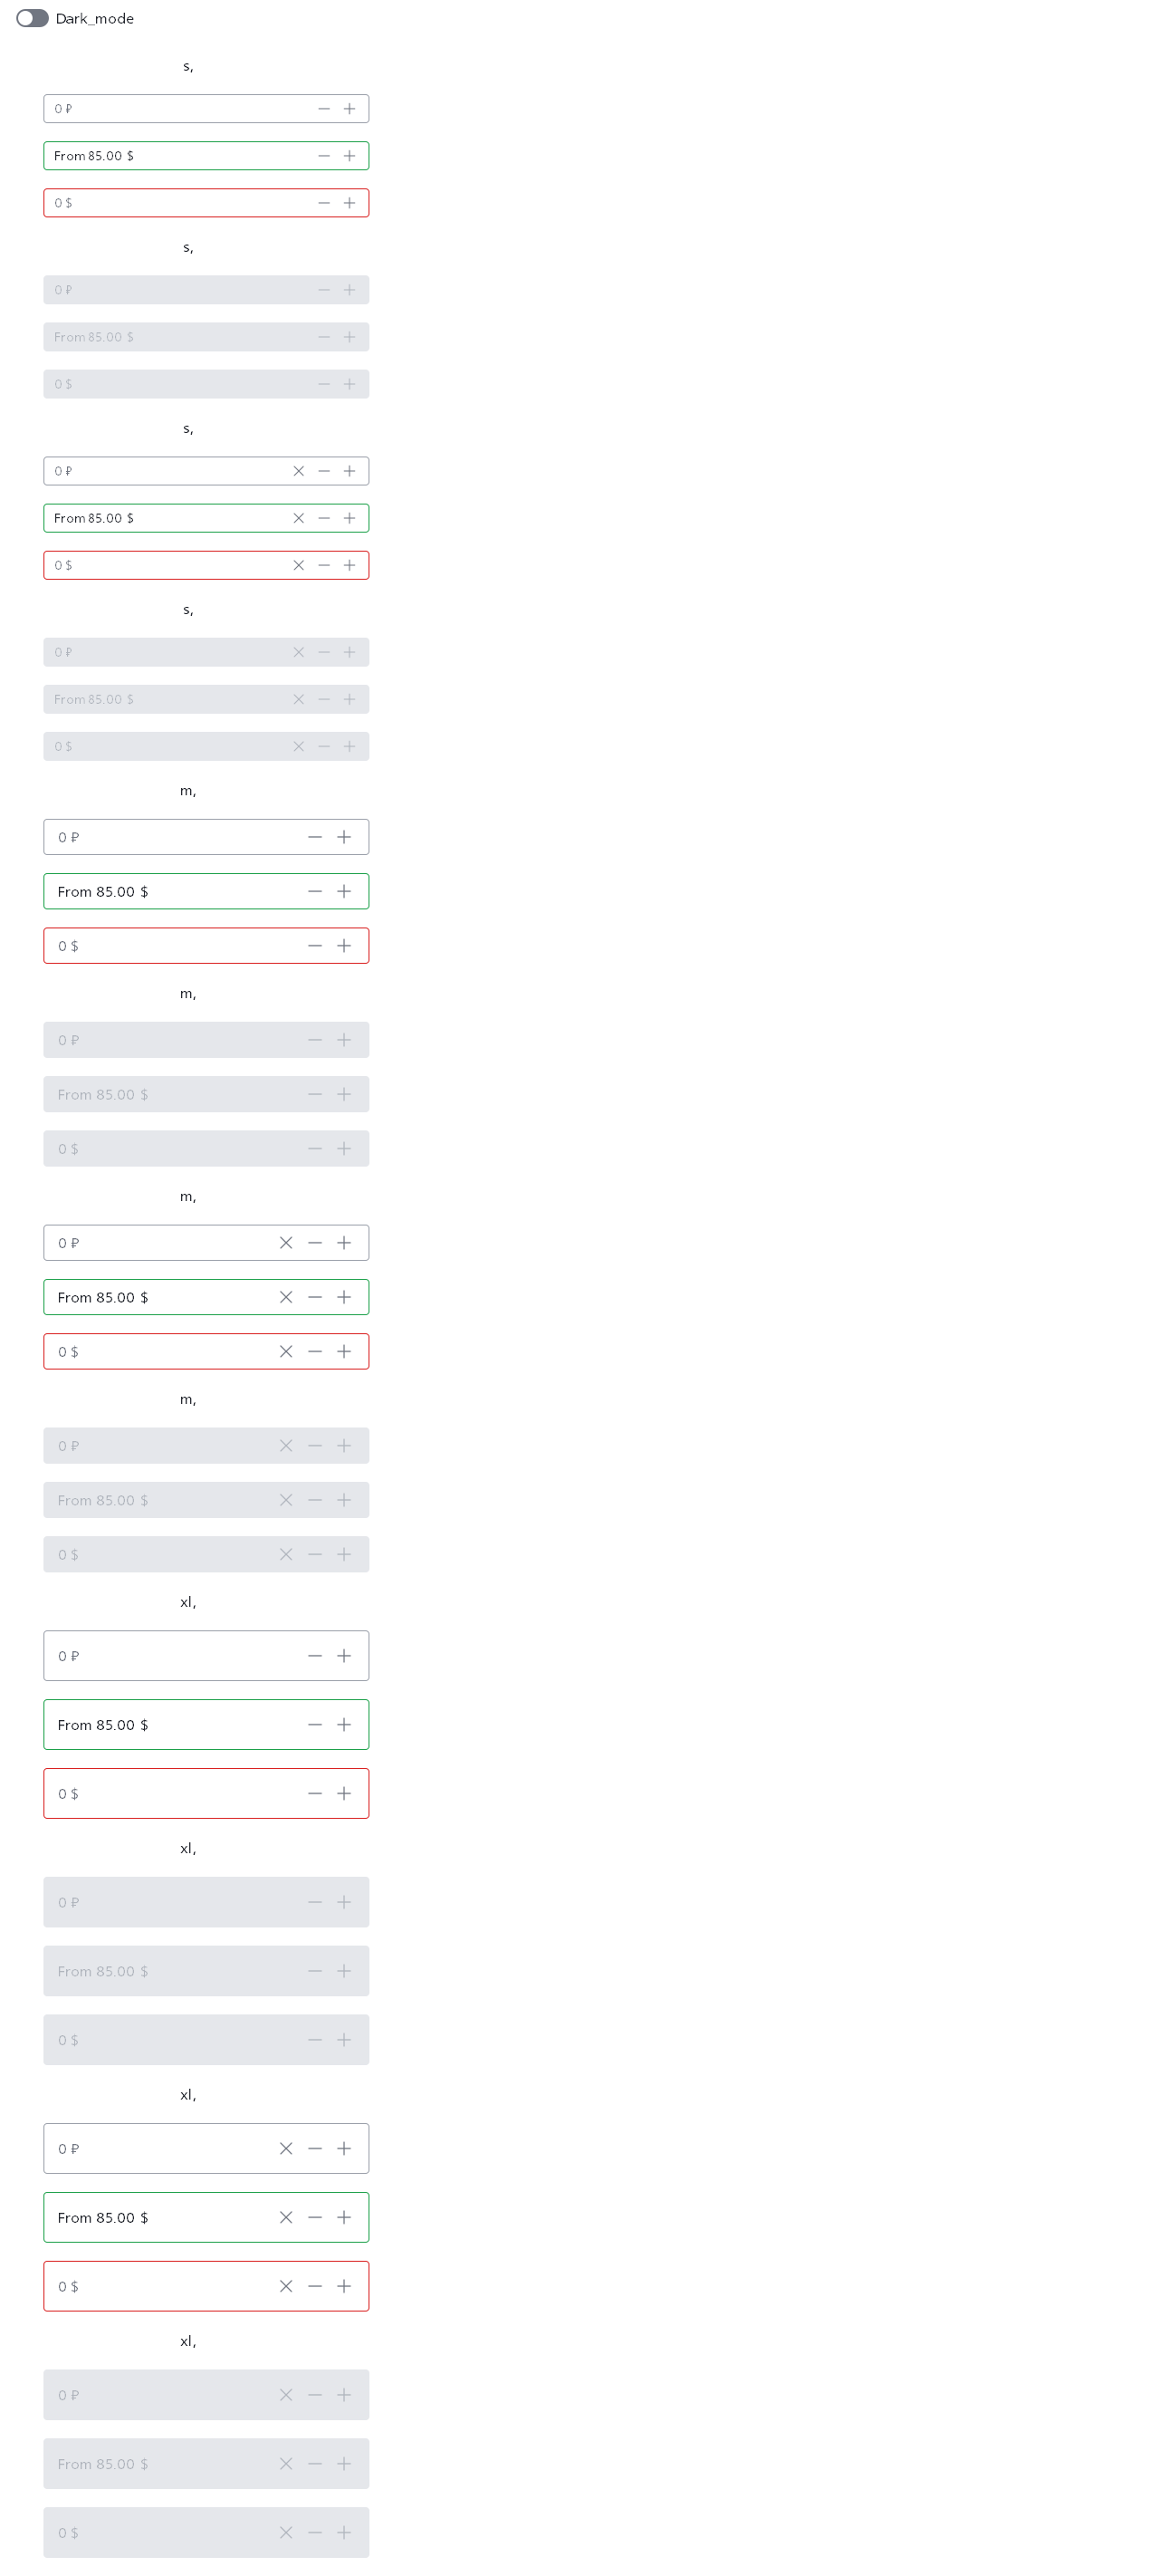 Dark_mode
s,
0 ₽
From 85.00 $
0 $
s,
0 ₽
From 85.00 $
0 $
s,
0 ₽
From 85.00 $
0 $
s,
0 ₽
From 85.00 $
0 $
m,
0 ₽
From 85.00 $
0 $
m,
0 ₽
From 85.00 $
0 $
m,
0 ₽
From 85.00 $
0 $
m,
0 ₽
From 85.00 $
0 $
xl,
0 ₽
From 85.00 $
0 $
xl,
0 ₽
From 85.00 $
0 $
xl,
0 ₽
From 85.00 $
0 $
xl,
0 ₽
From 85.00 $
0 $